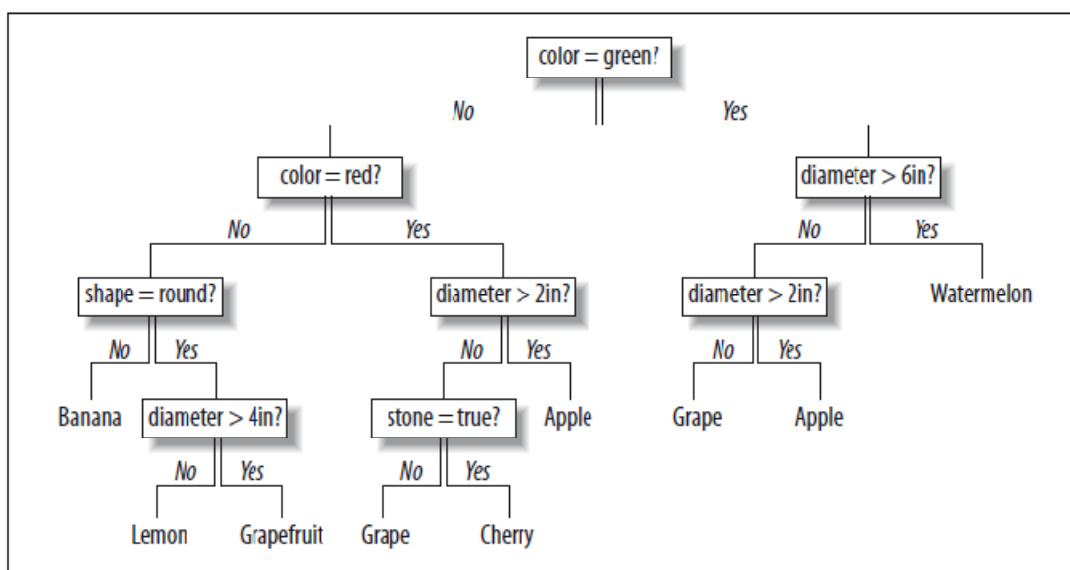 color = green?
No Yes
color = red? diameter > 6in?
No Yes No Yes
shape = round? diameter > 2in? diameter > 2in? Watermelon
No Yes No Yes No Yes
Banana diameter > 4in? stone = true? Apple Grape Apple
No Yes No Yes
Lemon Grapefruit Grape Cherry